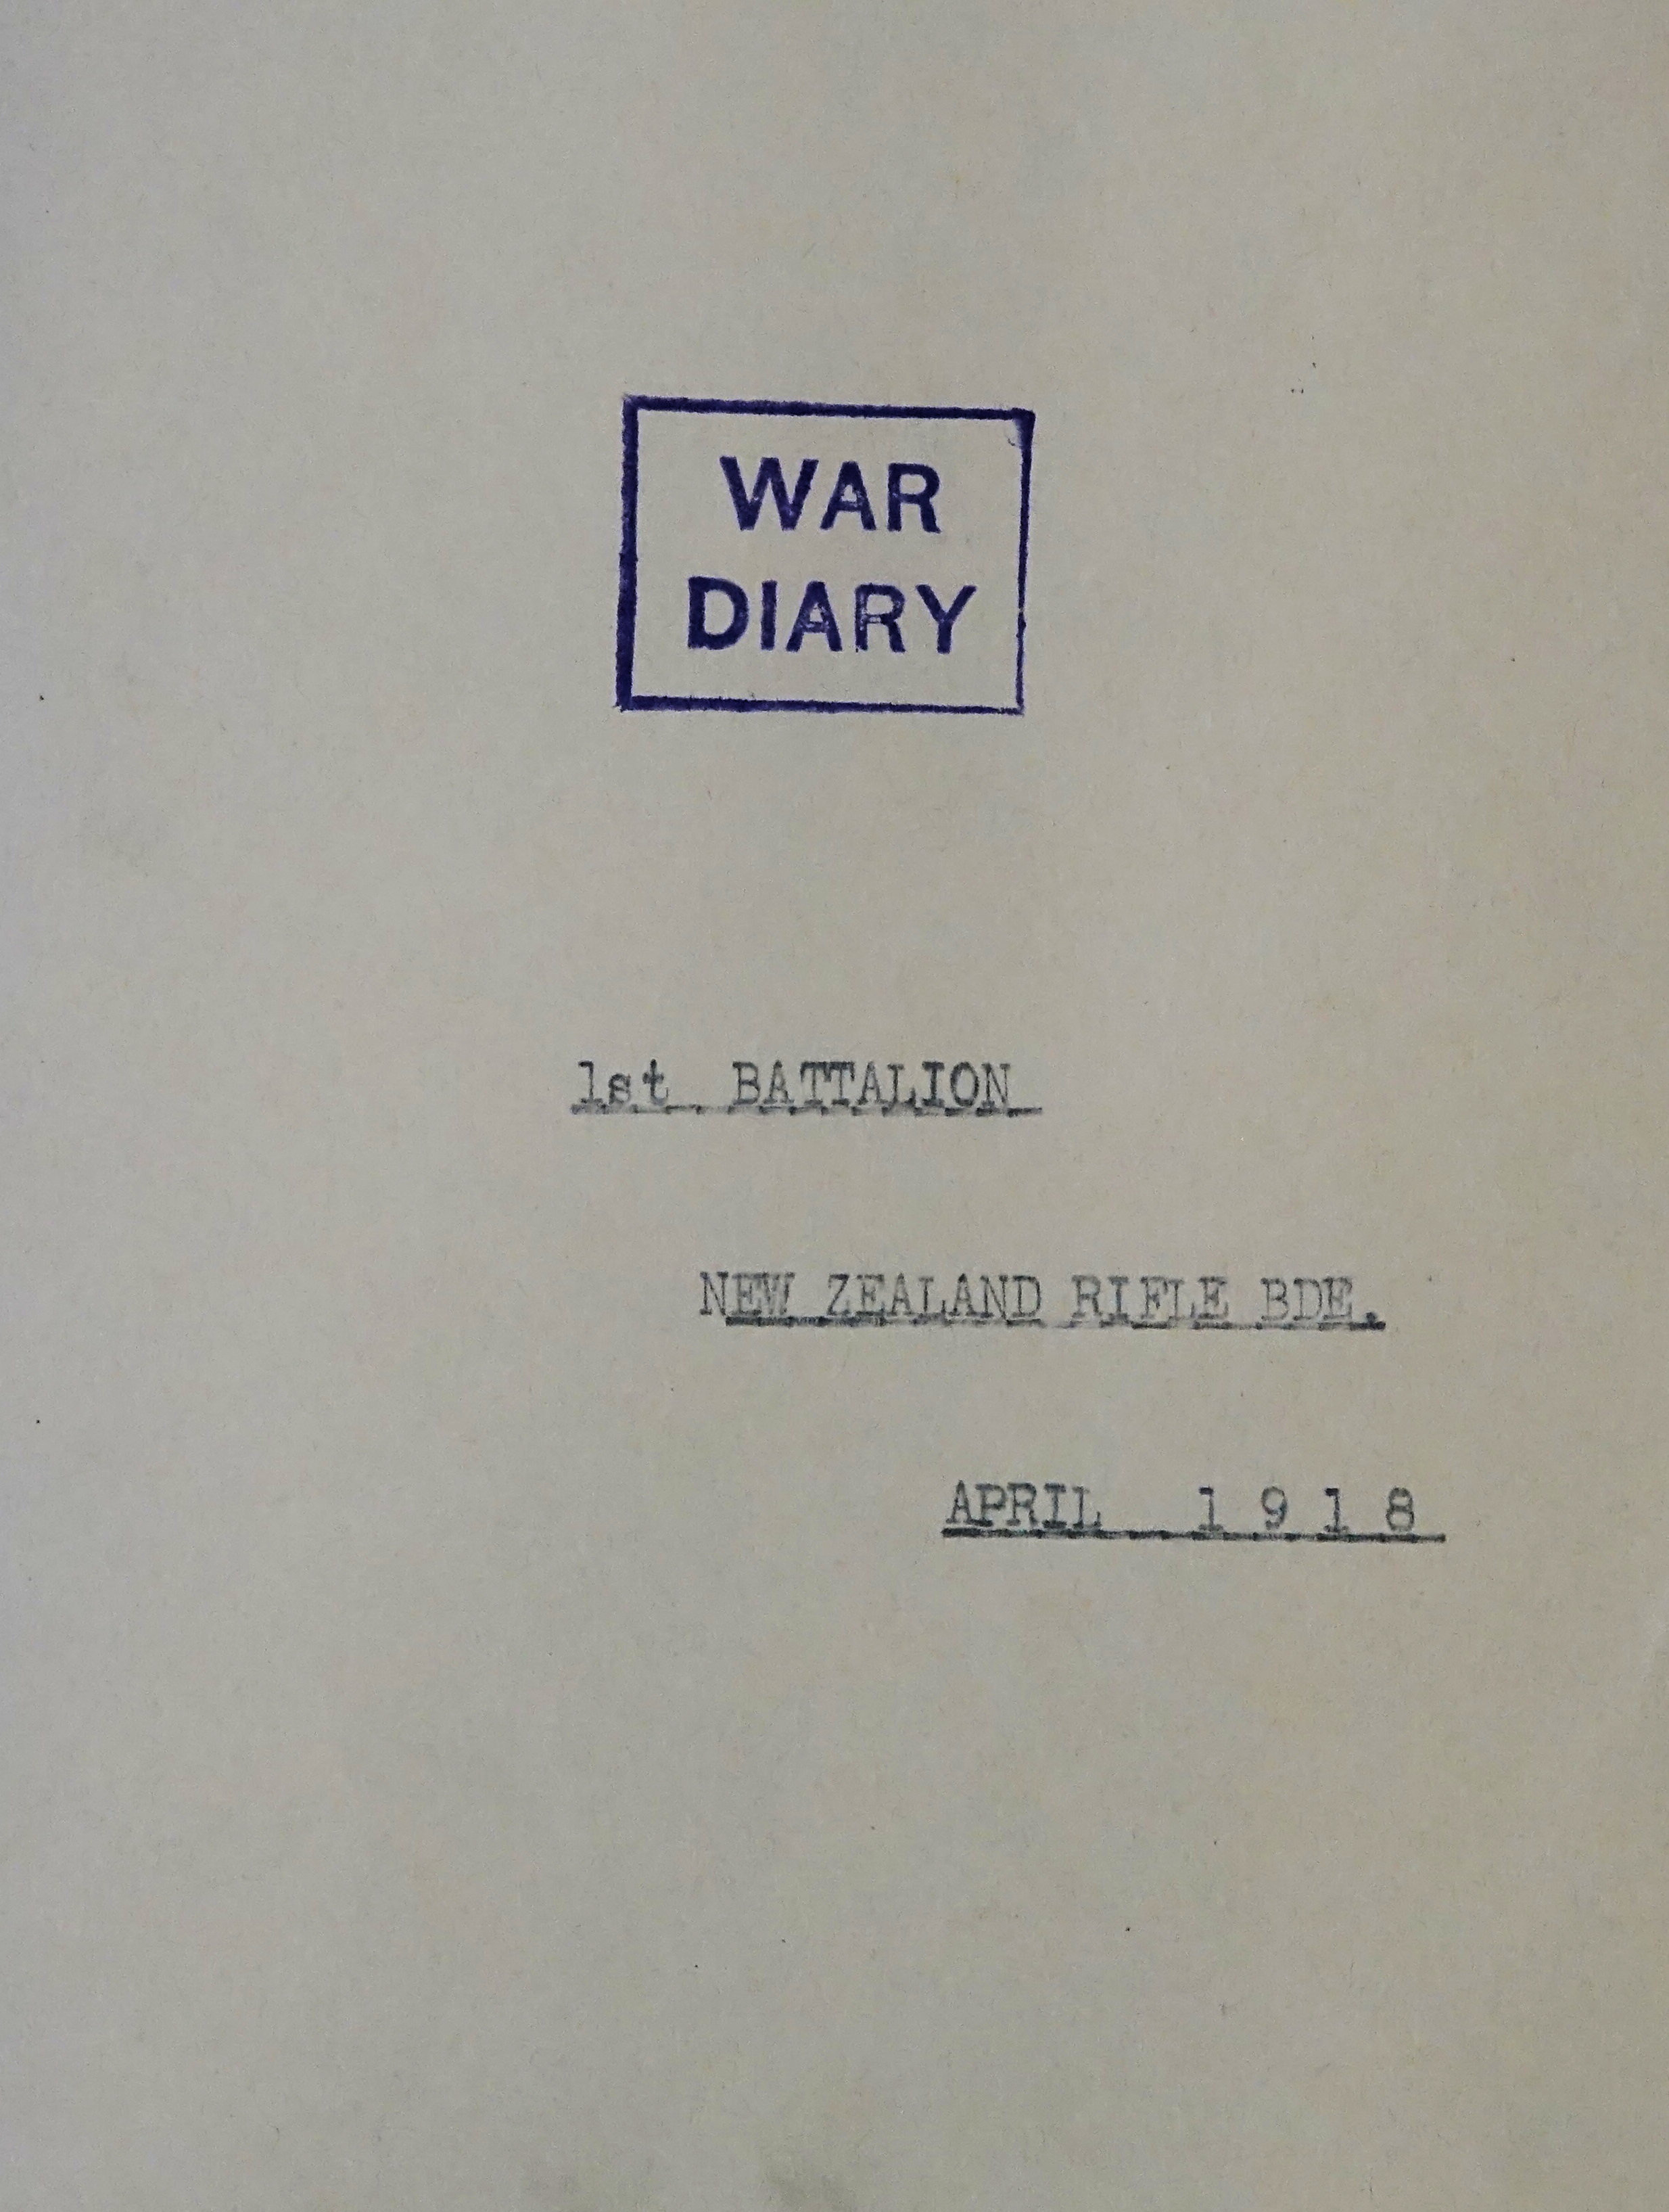 WAR
DIARY
1st BATTALION
NEW ZEALAND RIFLE BDE.
APRIL 1 9 1 8